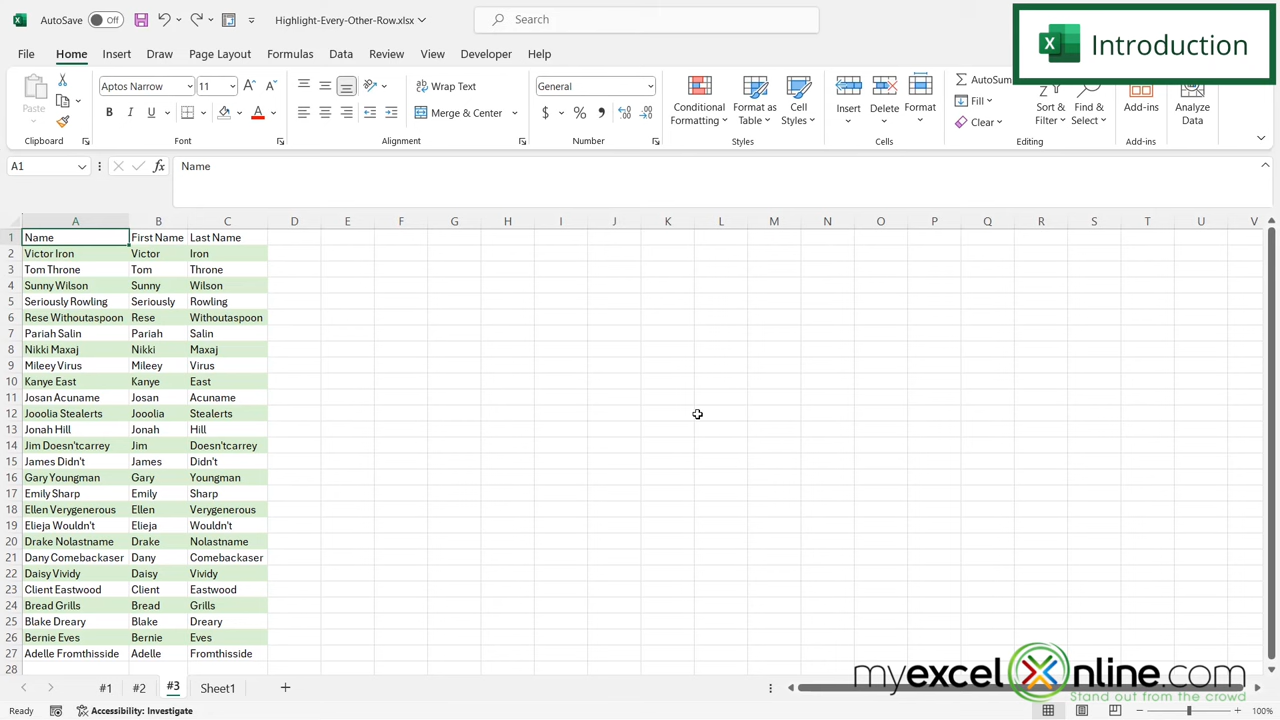 AutoSave Off Highlight-Every-Other-Row.xlsx Search
Introduction
File Home Insert Draw Page Layout Formulas Review View Developer Help
Paste Aptos Narrow 11 Wrap Text General Conditional Formatting Format as Table Cell Styles Insert Delete Format AutoSum Fill Clear Sort & Filter Find & Select Add-ins Analyze Data
B I U Merge & Center $ %
Clipboard Font Alignment Number Styles Cells Editing Add-ins
A1 fx Name
A B C D E F G H I J K L M N O P Q R S T U V
1 Name First Name Last Name
2 Victor Iron Victor Iron
3 Tom Throne Tom Throne
4 Sunny Wilson Sunny Wilson
5 Seriously Rowling Seriously Rowling
6 Rese Withoutaspoon Rese Withoutaspoon
7 Pariah Salin Pariah Salin
8 Nikki Maxaj Nikki Maxaj
9 Mileey Virus Mileey Virus
10 Kanye East Kanye East
11 Josan Acuname Josan Acuname
12 Jooolia Stealerts Jooolia Stealerts
13 Jonah Hill Jonah Hill
14 Jim Doesn'tcarrey Jim Doesn'tcarrey
15 James Didn't James Didn't
16 Gary Youngman Gary Youngman
17 Emily Sharp Emily Sharp
18 Ellen Verygenerous Ellen Verygenerous
19 Elieja Wouldn't Elieja Wouldn't
20 Drake Nolastname Drake Nolastname
21 Dany Comebackaser Dany Comebackaser
22 Daisy Vividy Daisy Vividy
23 Client Eastwood Client Eastwood
24 Bread Grills Bread Grills
25 Blake Dreary Blake Dreary
26 Bernie Eves Bernie Eves
27 Adelle Fromthisside Adelle Fromthisside
28
myexcelonline.com
Stand out from the crowd
#1 #2 #3 Sheet1
Ready Accessibility: Investigate 100%